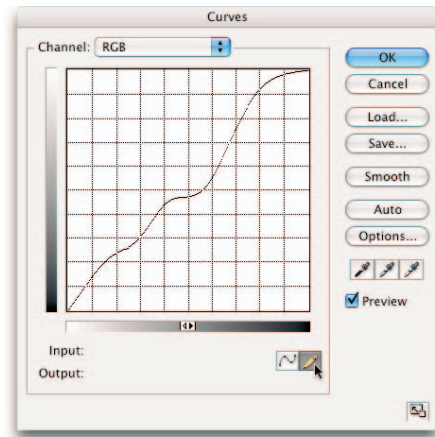 Curves
Channel: RGB
OK
Cancel
Load...
Save...
Smooth
Auto
Options...
Preview
Input:
Output: